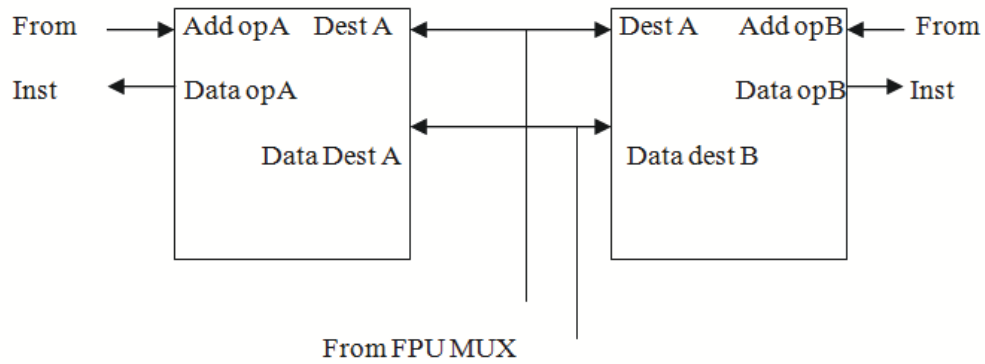 From
Add opA
Dest A
Dest A
Add opB
From
Inst
Data opA
Data opB
Inst
Data Dest A
Data dest B
From FPU MUX